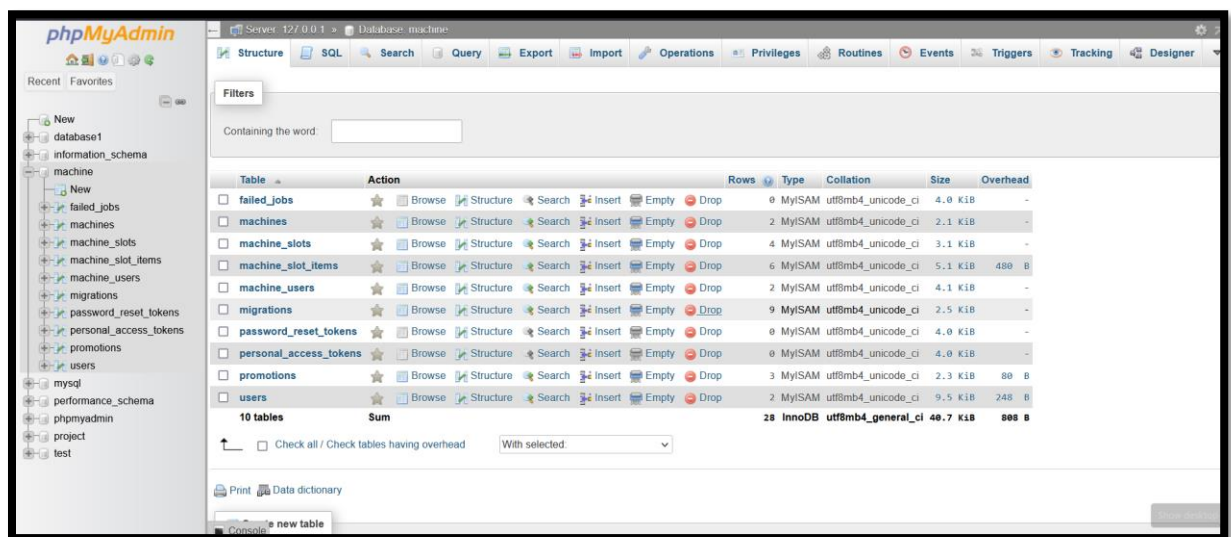 phpMyAdmin
Recent Favorites
New
database1
information_schema
machine
New
failed_jobs
machines
machine_slots
machine_slot_items
machine_users
migrations
password_reset_tokens
personal_access_tokens
promotions
users
mysql
performance_schema
phpmyadmin
project
test
Server: 127.0.0.1 » Database: machine
Structure SQL Search Query Export Import Operations Privileges Routines Events Triggers Tracking Designer
Filters
Containing the word:
Table Action Rows Type Collation Size Overhead
failed_jobs Browse Structure Search Insert Empty Drop 0 MyISAM utf8mb4_unicode_ci 4.0 KiB -
machines Browse Structure Search Insert Empty Drop 2 MyISAM utf8mb4_unicode_ci 2.1 KiB -
machine_slots Browse Structure Search Insert Empty Drop 4 MyISAM utf8mb4_unicode_ci 3.1 KiB -
machine_slot_items Browse Structure Search Insert Empty Drop 6 MyISAM utf8mb4_unicode_ci 5.1 KiB 480 B
machine_users Browse Structure Search Insert Empty Drop 2 MyISAM utf8mb4_unicode_ci 4.1 KiB -
migrations Browse Structure Search Insert Empty Drop 9 MyISAM utf8mb4_unicode_ci 2.5 KiB -
password_reset_tokens Browse Structure Search Insert Empty Drop 0 MyISAM utf8mb4_unicode_ci 4.0 KiB -
personal_access_tokens Browse Structure Search Insert Empty Drop 0 MyISAM utf8mb4_unicode_ci 4.0 KiB -
promotions Browse Structure Search Insert Empty Drop 3 MyISAM utf8mb4_unicode_ci 2.3 KiB 80 B
users Browse Structure Search Insert Empty Drop 2 MyISAM utf8mb4_unicode_ci 9.5 KiB 248 B
10 tables Sum 28 InnoDB utf8mb4_general_ci 40.7 KiB 808 B
Check all / Check tables having overhead With selected:
Print Data dictionary
new table
Console
Show desktop